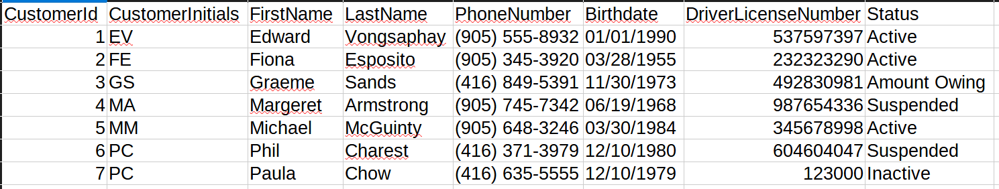 CustomerId CustomerInitials FirstName LastName PhoneNumber Birthdate DriverLicenseNumber Status
1 EV Edward Vongsaphay (905) 555-8932 01/01/1990 537597397 Active
2 FE Fiona Esposito (905) 345-3920 03/28/1955 232323290 Active
3 GS Graeme Sands (416) 849-5391 11/30/1973 492830981 Amount Owing
4 MA Margeret Armstrong (905) 745-7342 06/19/1968 987654336 Suspended
5 MM Michael McGuinty (905) 648-3246 03/30/1984 345678998 Active
6 PC Phil Charest (416) 371-3979 12/10/1980 604604047 Suspended
7 PC Paula Chow (416) 635-5555 12/10/1979 123000 Inactive